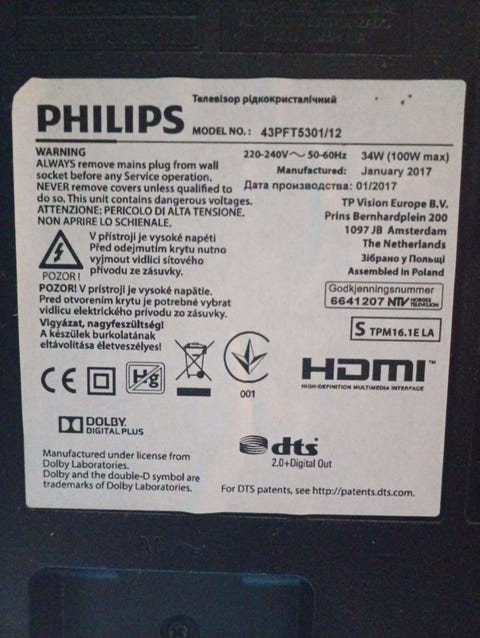 Телевізор рідкокристалічний
PHILIPS MODEL NO.: 43PFT5301/12
WARNING
ALWAYS remove mains plug from wall
socket before any Service operation.
NEVER remove covers unless qualified to
do so. This unit contains dangerous voltages.
ATTENZIONE: PERICOLO DI ALTA TENSIONE.
NON APRIRE LO SCHIENALE.
220-240V～ 50-60Hz 34W (100W max)
Manufactured: January 2017
Дата производства: 01/2017
TP Vision Europe B.V.
Prins Bernhardplein 200
1097 JB Amsterdam
The Netherlands
Зібрано у Польщі
Assembled in Poland
V přístroji je vysoké napětí
Před odejmutím krytu nutno
vyjmout vidlici síťového
přívodu ze zásuvky.
POZOR!
POZOR! V prístroji je vysoké napätie.
Pred otvorením krytu je potrebné vybrat
vidlicu elektrického prívodu zo zásuvky.
Vigyázat, nagyfeszültség!
A készülek burkolatának
eltávolítása életveszélyes!
Godkjenningsnummer
6641207 NTV NORGES
TELEVISJON
S TPM16.1E LA
CE Hg
001
HDMI™
HIGH-DEFINITION MULTIMEDIA INTERFACE
DOLBY
DIGITAL PLUS
dts
2.0+Digital Out
Manufactured under license from
Dolby Laboratories.
Dolby and the double-D symbol are
trademarks of Dolby Laboratories.
For DTS patents, see http://patents.dts.com.